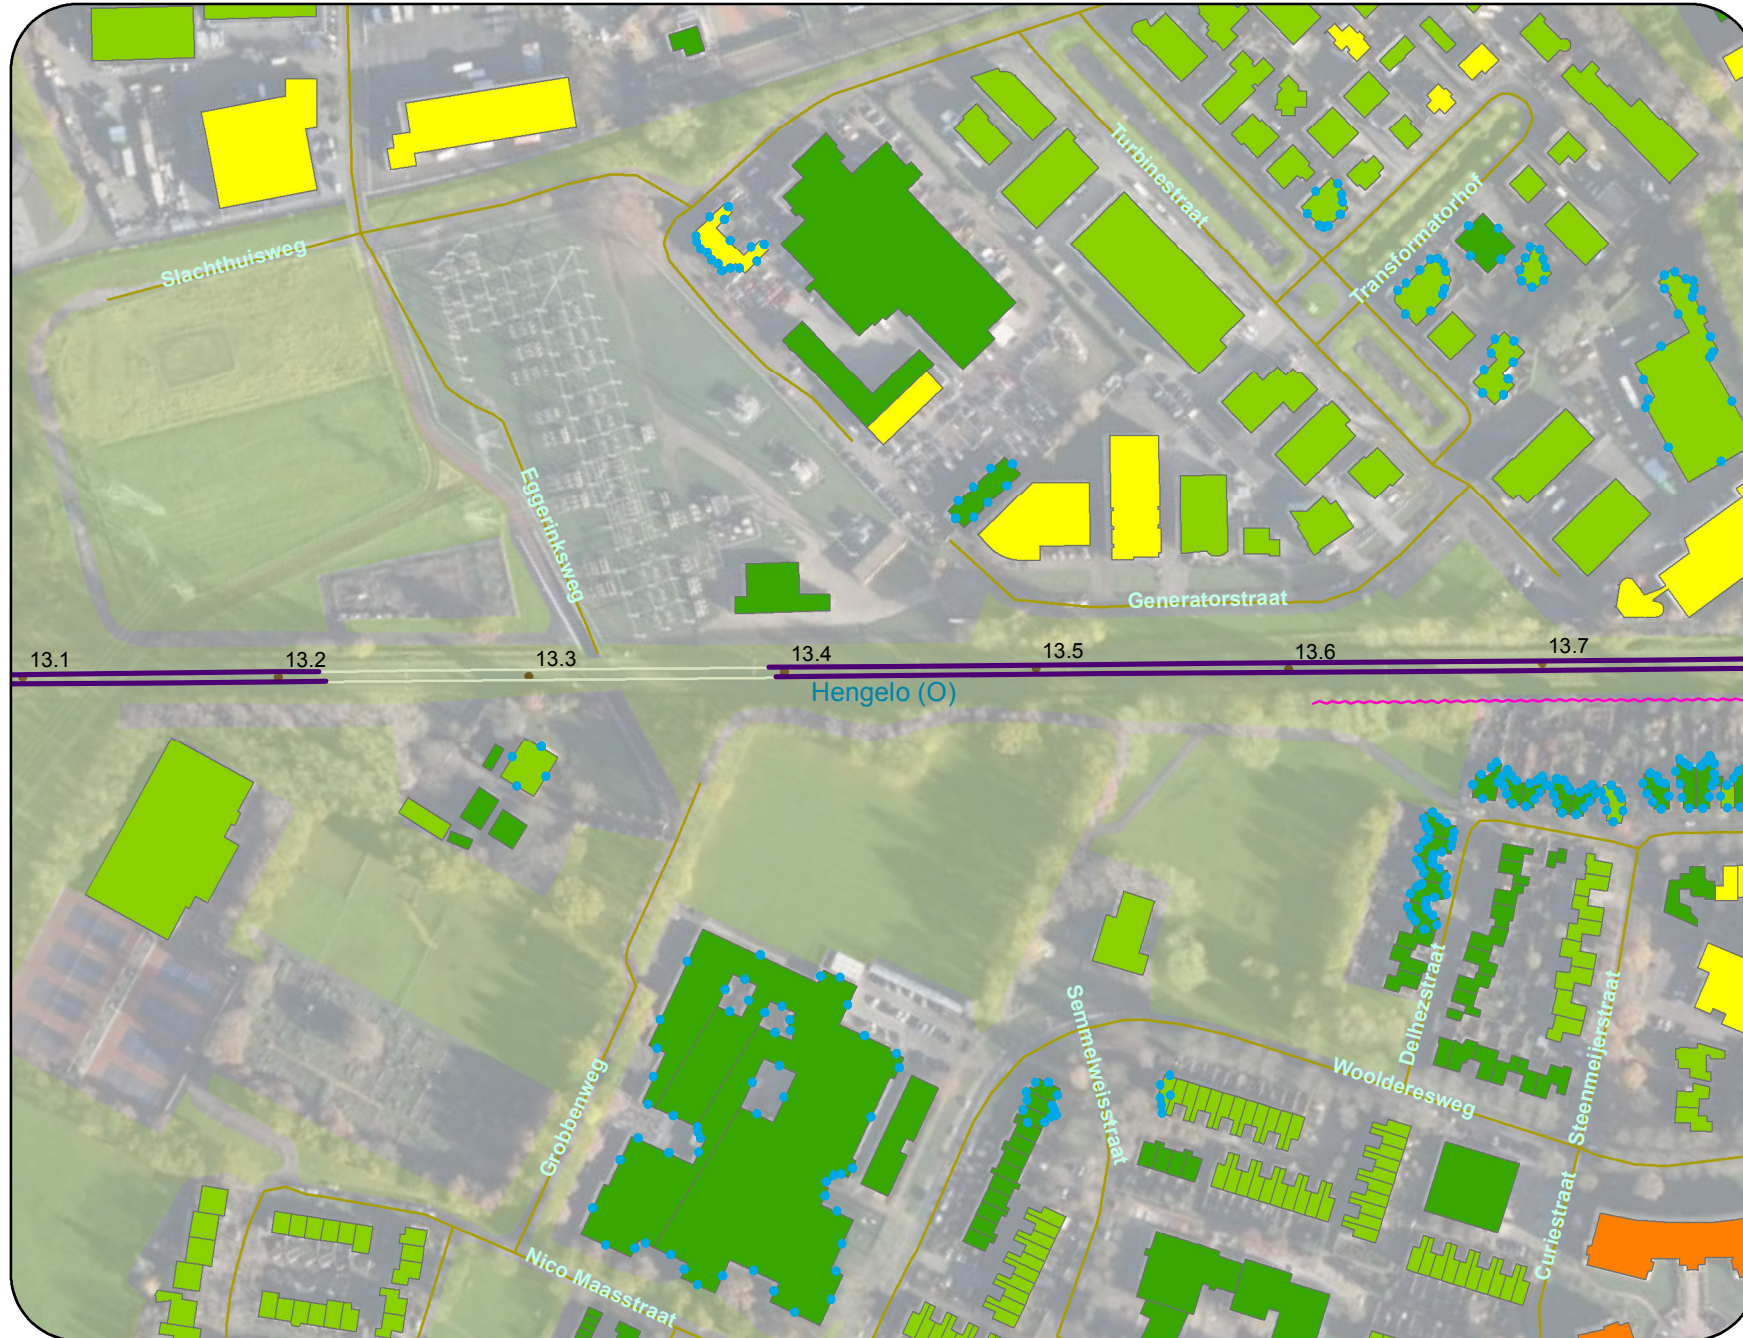 Turbinestraat
Transformatorhof
Slachthuisweg
Eggerinksweg
Generatorstraat
13.1
13.2
13.3
13.4
13.5
13.6
13.7
Hengelo (O)
Delhezstraat
Steenmeijerstraat
Semmelweisstraat
Wooldereweg
Grobbenweg
Curiestraat
Nico Maasstraat